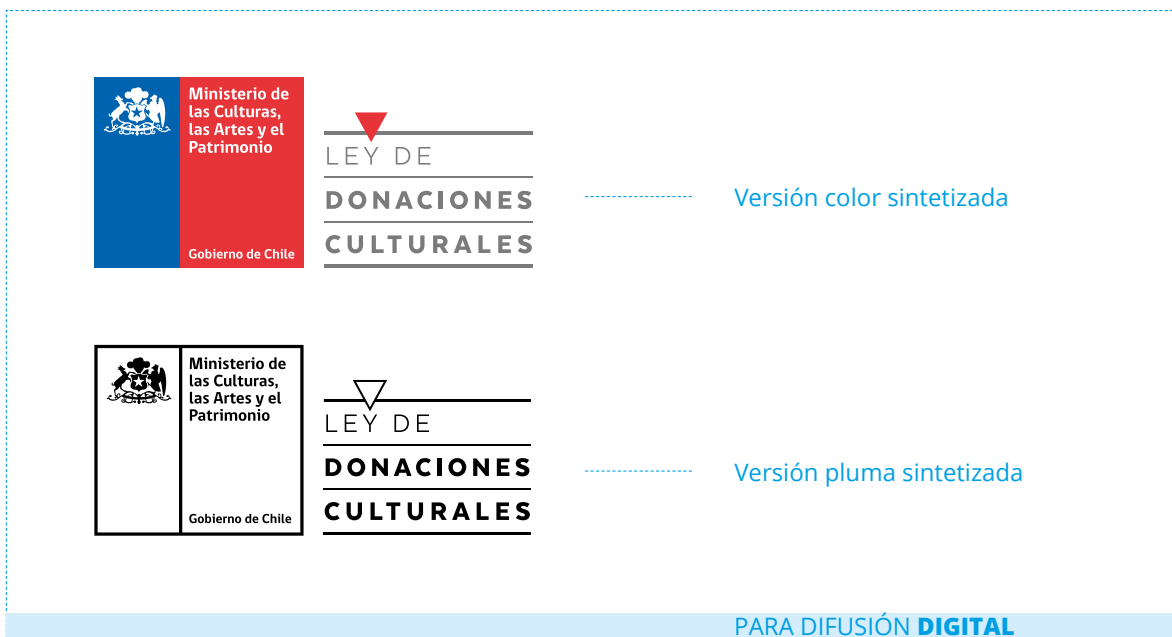 Ministerio de
las Culturas,
las Artes y el
Patrimonio
Gobierno de Chile
LEY DE
DONACIONES
CULTURALES
Versión color sintetizada
Ministerio de
las Culturas,
las Artes y el
Patrimonio
Gobierno de Chile
LEY DE
DONACIONES
CULTURALES
Versión pluma sintetizada
PARA DIFUSIÓN DIGITAL